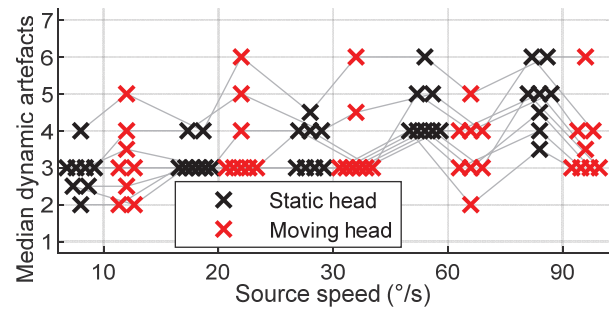 Median dynamic artefacts
7
6
5
4
3
2
1
Static head
Moving head
10 20 30 60 90
Source speed (°/s)